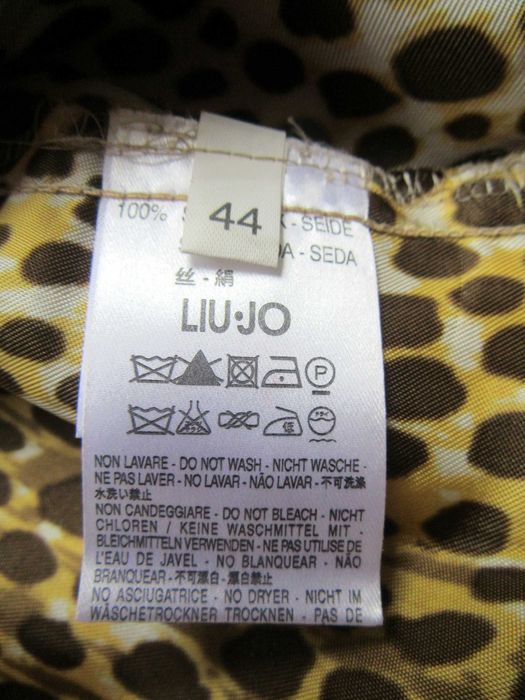 44
100%
- SEIDE
- SEDA
丝 - 絹
LIU·JO
P
低
NON LAVARE - DO NOT WASH - NICHT WASCHE -
NE PAS LAVER - NO LAVAR - NÃO LAVAR - 不可洗涤
水洗い禁止
NON CANDEGGIARE - DO NOT BLEACH - NICHT
CHLOREN / KEINE WASCHMITTEL MIT -
BLEICHMITTELN VERWENDEN - NE PAS UTILISE DE
L'EAU DE JAVEL - NO BLANQUEAR - NÃO
BRANQUEAR - 不可漂白 - 漂白禁止
NO ASCIUGATRICE - NO DRYER - NICHT IM
WÄSCHETROCKNER TROCKNEN - PAS DE